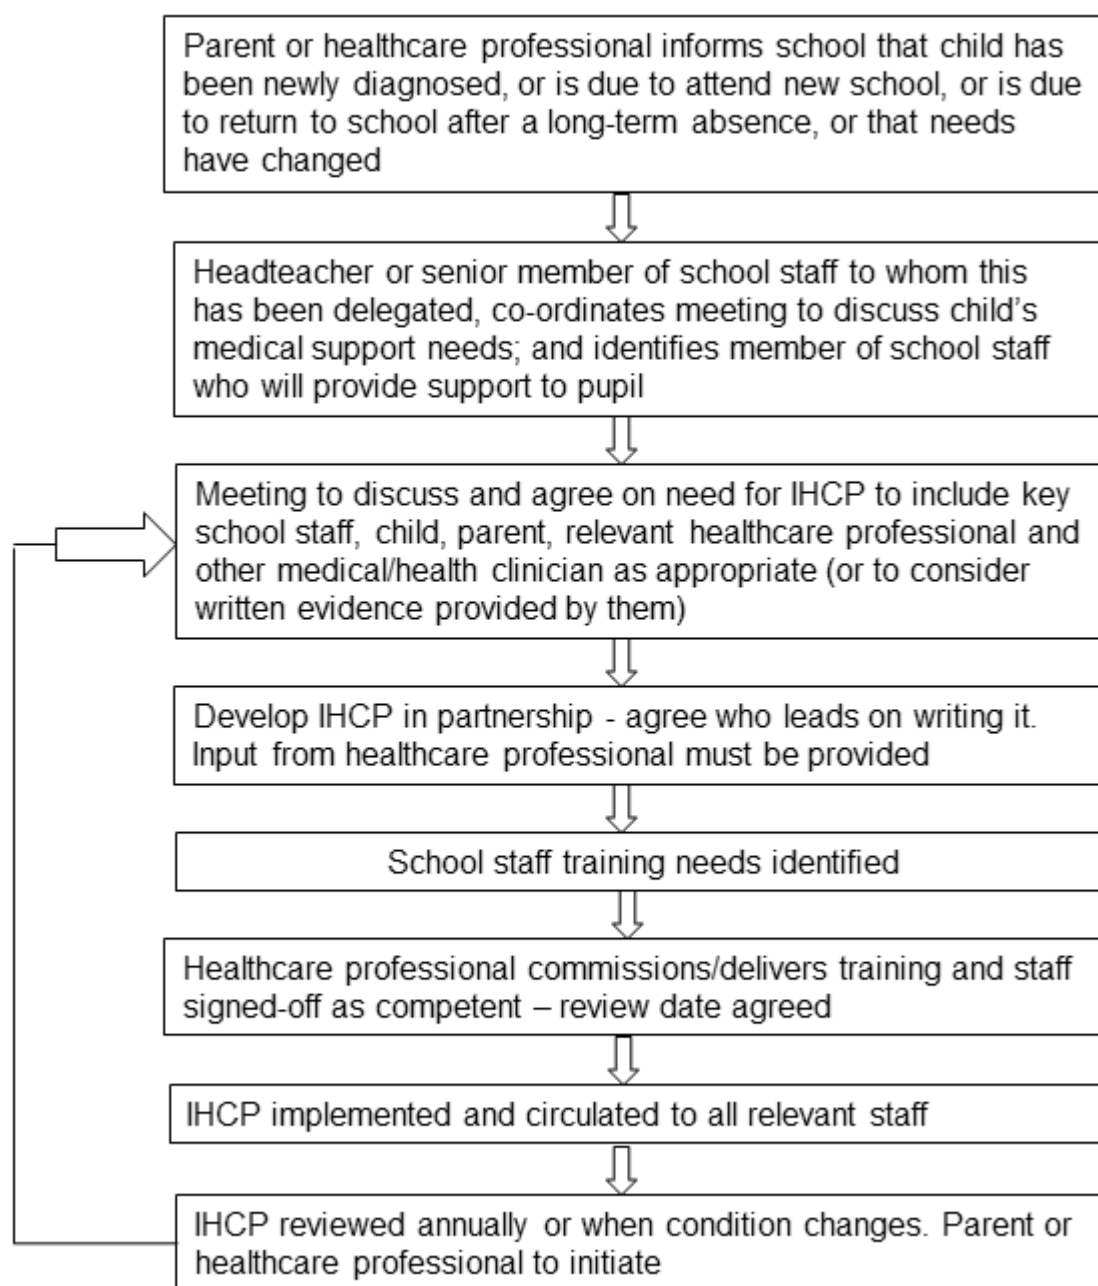 Parent or healthcare professional informs school that child has
been newly diagnosed, or is due to attend new school, or is due
to return to school after a long-term absence, or that needs
have changed
Headteacher or senior member of school staff to whom this
has been delegated, co-ordinates meeting to discuss child's
medical support needs; and identifies member of school staff
who will provide support to pupil
Meeting to discuss and agree on need for IHCP to include key
school staff, child, parent, relevant healthcare professional and
other medical/health clinician as appropriate (or to consider
written evidence provided by them)
Develop IHCP in partnership - agree who leads on writing it.
Input from healthcare professional must be provided
School staff training needs identified
Healthcare professional commissions/delivers training and staff
signed-off as competent – review date agreed
IHCP implemented and circulated to all relevant staff
IHCP reviewed annually or when condition changes. Parent or
healthcare professional to initiate